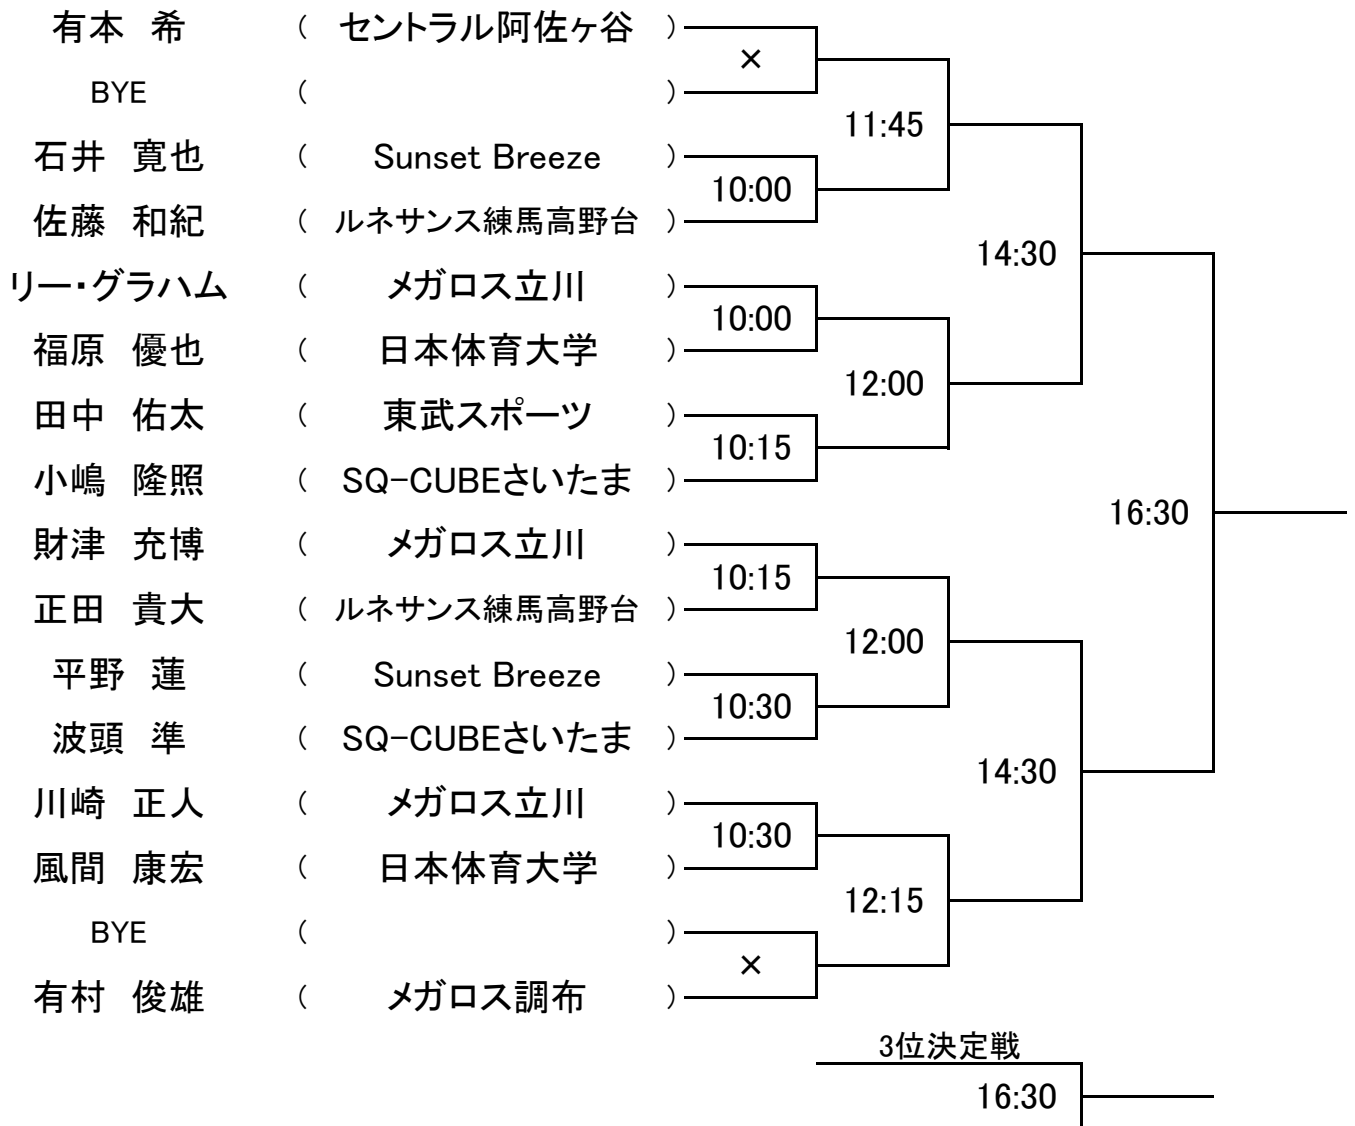 有本 希 ( セントラル阿佐ヶ谷 )
×
BYE ( )
11:45
石井 寛也 ( Sunset Breeze )
10:00
佐藤 和紀 ( ルネサンス練馬高野台 )
14:30
リー・グラハム ( メガロス立川 )
10:00
福原 優也 ( 日本体育大学 )
12:00
田中 佑太 ( 東武スポーツ )
10:15
小嶋 隆照 ( SQ-CUBEさいたま )
16:30
財津 充博 ( メガロス立川 )
10:15
正田 貴大 ( ルネサンス練馬高野台 )
12:00
平野 蓮 ( Sunset Breeze )
10:30
波頭 準 ( SQ-CUBEさいたま )
14:30
川崎 正人 ( メガロス立川 )
10:30
風間 康宏 ( 日本体育大学 )
12:15
BYE ( )
×
有村 俊雄 ( メガロス調布 )
3位決定戦
16:30